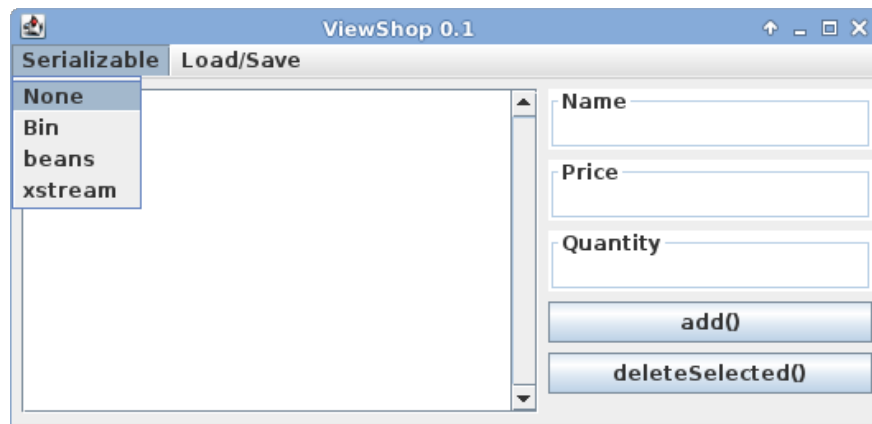 ViewShop 0.1
Serializable Load/Save
None
Bin
beans
xstream
Name
Price
Quantity
add()
deleteSelected()